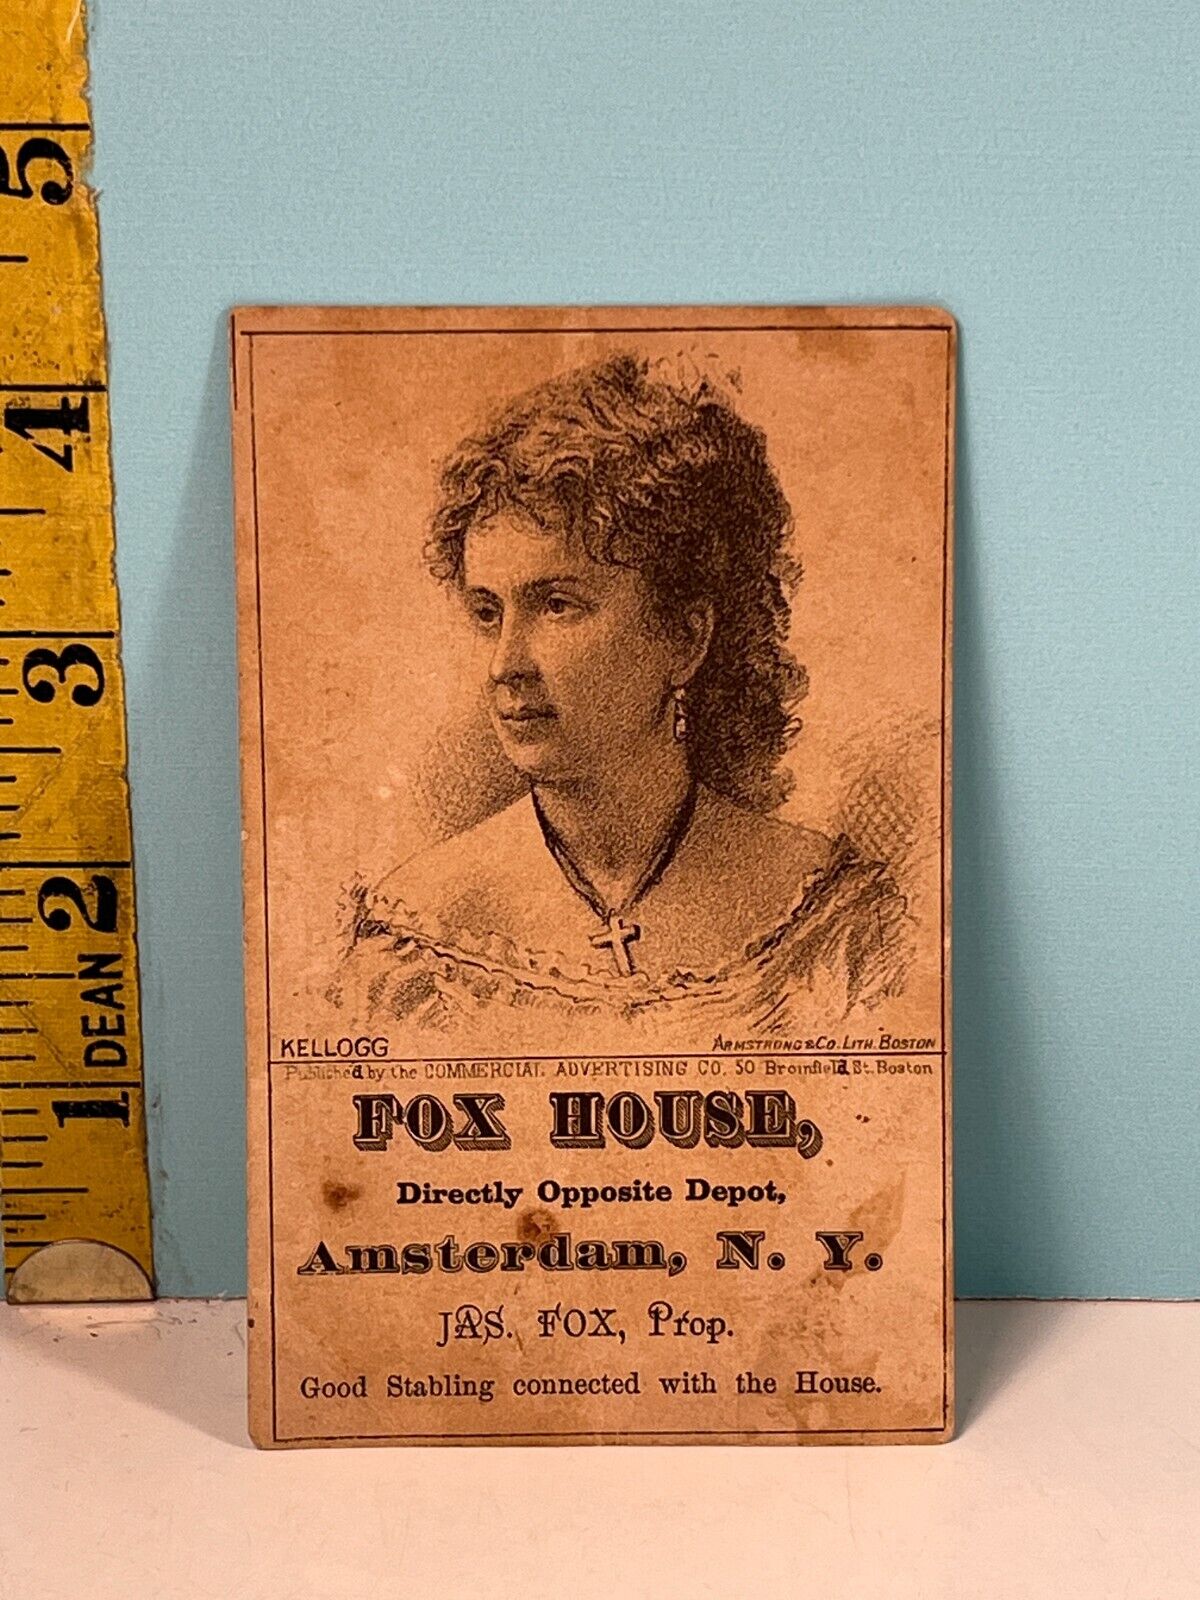 5
4
3
2
DEAN
1
KELLOGG
ARMSTRONG & CO. LITH. BOSTON
Published by the COMMERCIAL ADVERTISING CO. 50 Bromfield St. Boston
FOX HOUSE,
Directly Opposite Depot,
Amsterdam, N. Y.
JAS. FOX, Prop.
Good Stabling connected with the House.